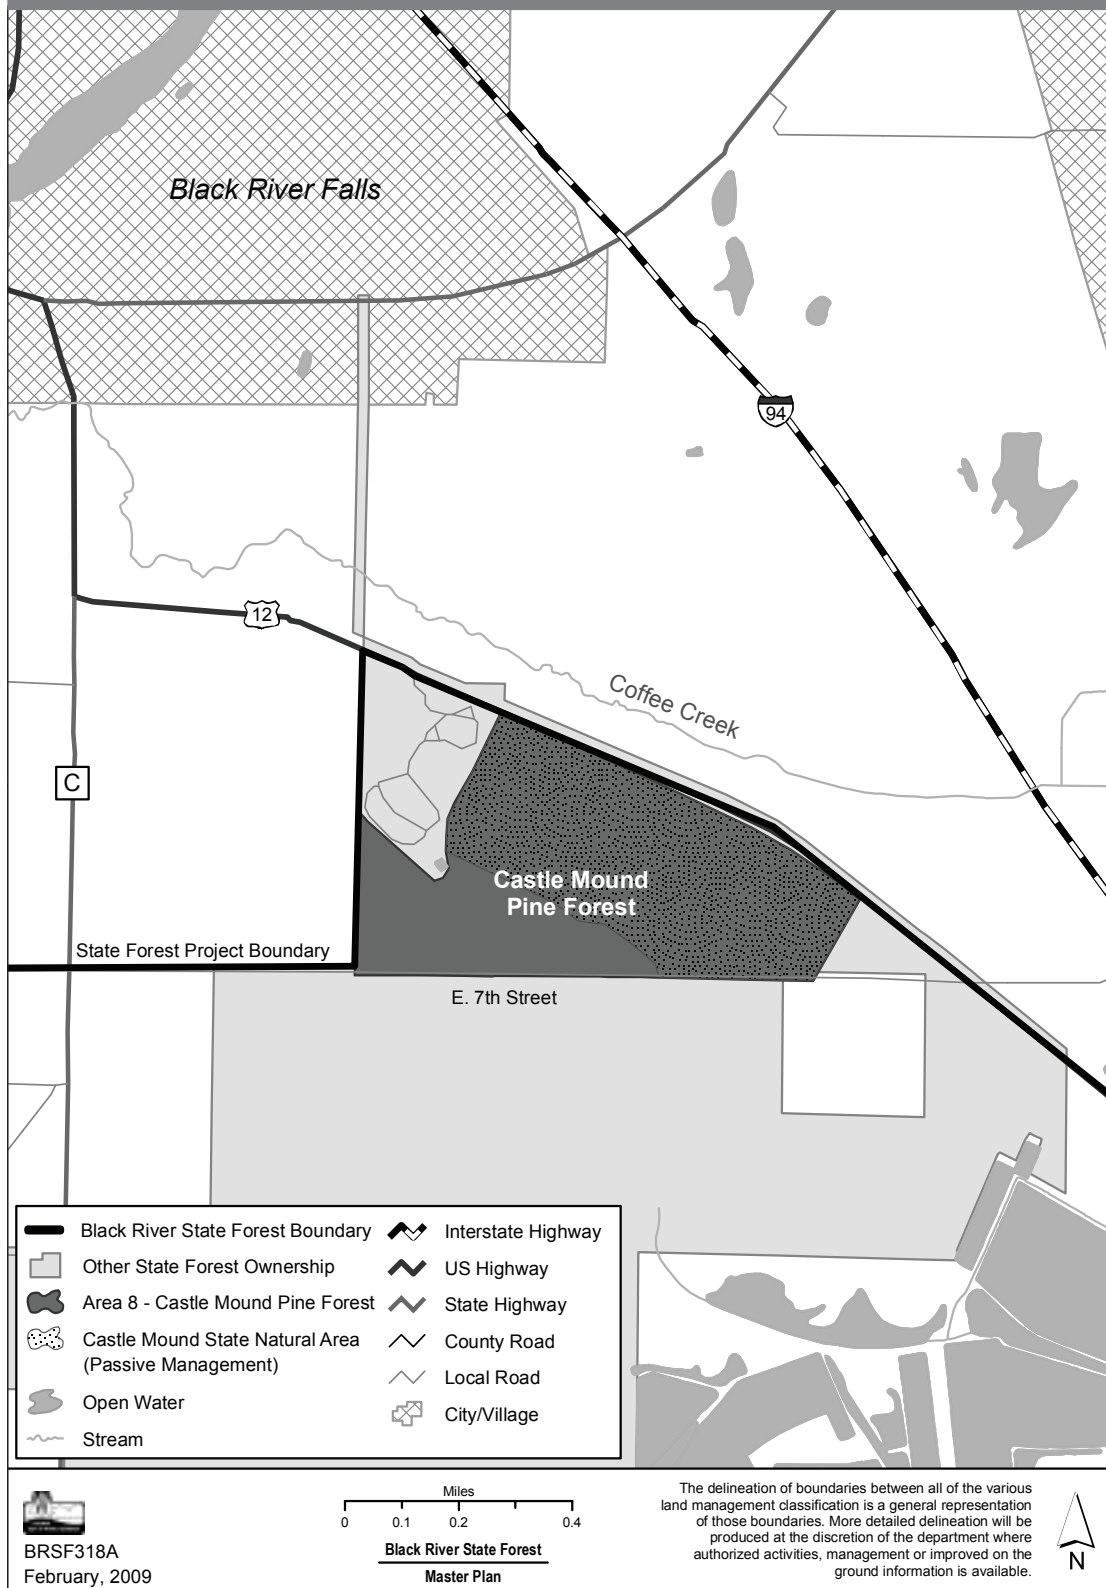 Black River Falls
94
12
Coffee Creek
C
Castle Mound
Pine Forest
State Forest Project Boundary
E. 7th Street
Black River State Forest Boundary
Other State Forest Ownership
Area 8 - Castle Mound Pine Forest
Castle Mound State Natural Area
(Passive Management)
Open Water
Stream
Interstate Highway
US Highway
State Highway
County Road
Local Road
City/Village
BRSF318A
February, 2009
Miles
0 0.1 0.2 0.4
Black River State Forest
Master Plan
The delineation of boundaries between all of the various
land management classification is a general representation
of those boundaries. More detailed delineation will be
produced at the discretion of the department where
authorized activities, management or improved on the
ground information is available.
N